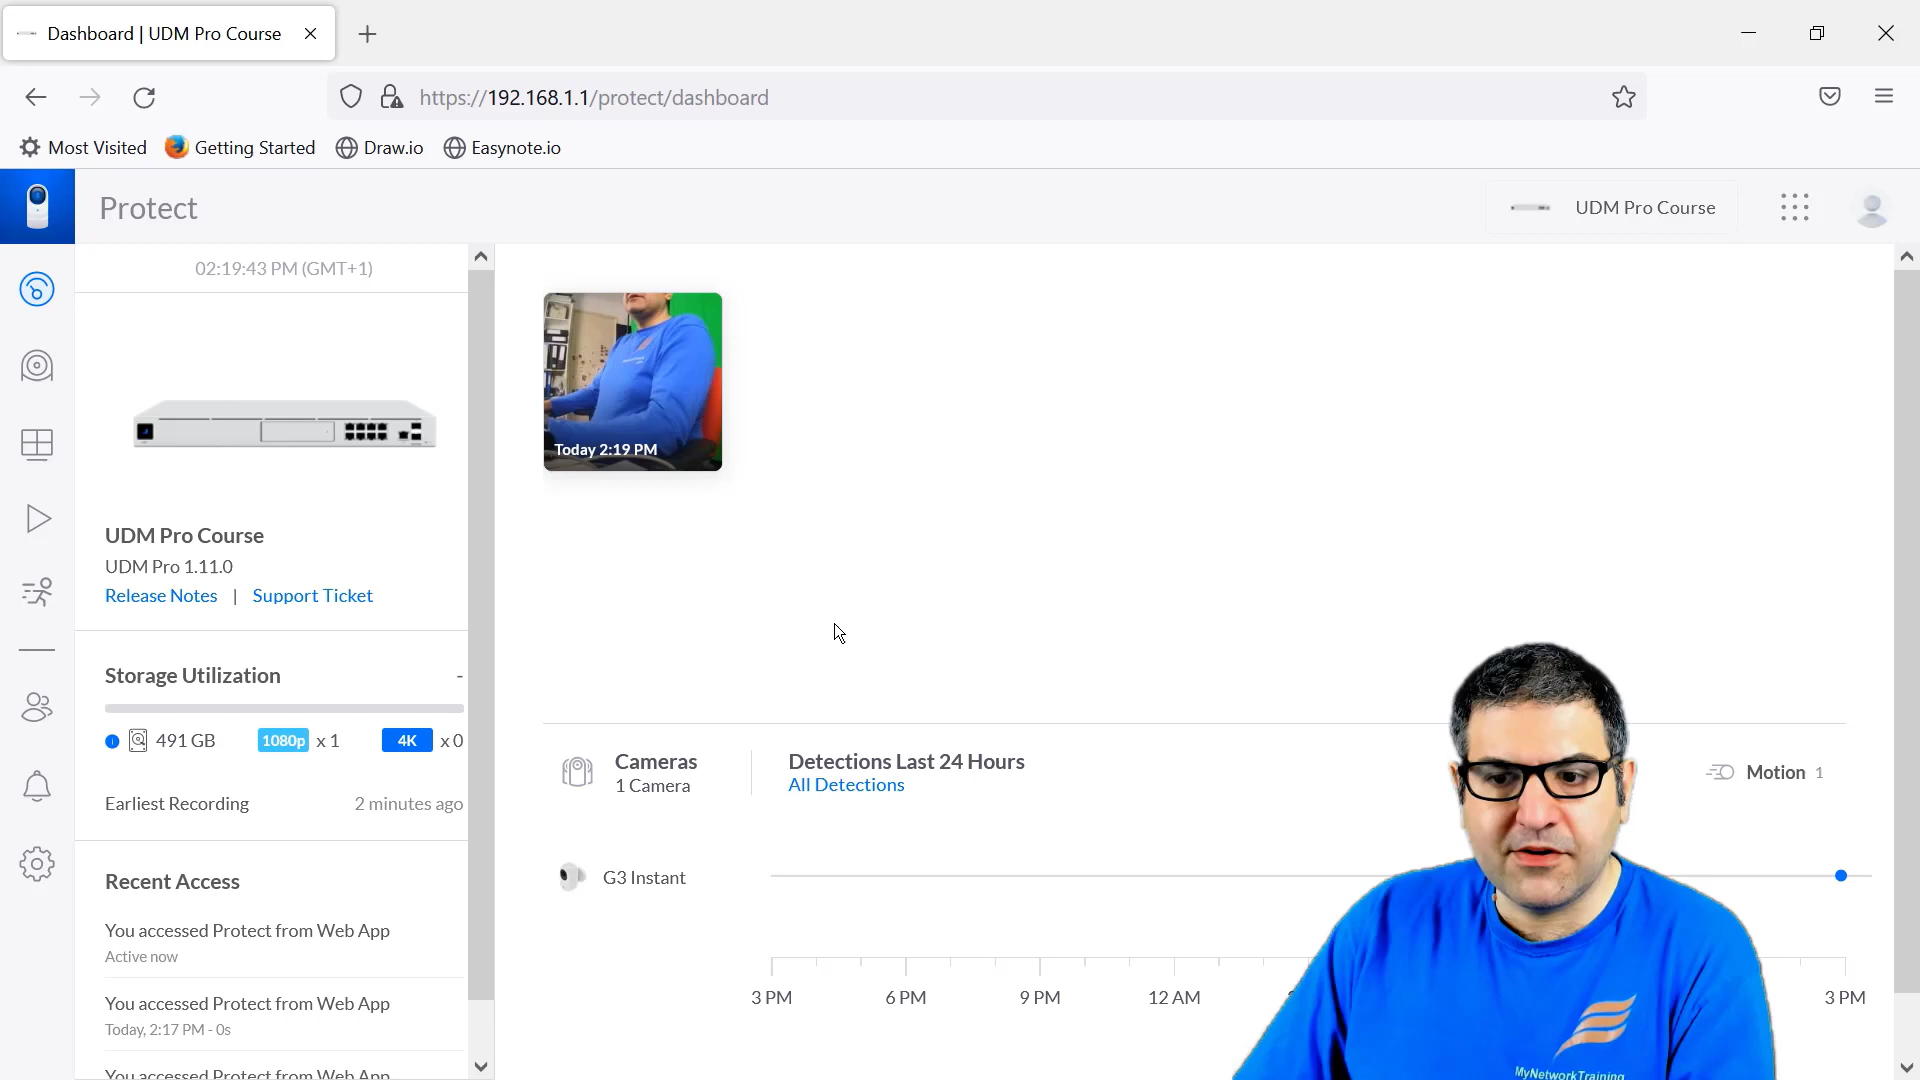 Dashboard | UDM Pro Course
https://192.168.1.1/protect/dashboard
Most Visited
Getting Started
Draw.io
Easynote.io
Protect
UDM Pro Course
02:19:43 PM (GMT+1)
Today 2:19 PM
UDM Pro Course
UDM Pro 1.11.0
Release Notes | Support Ticket
Storage Utilization -
491 GB 1080p x 1 4K x 0
Earliest Recording 2 minutes ago
Recent Access
You accessed Protect from Web App
Active now
You accessed Protect from Web App
Today, 2:17 PM - 0s
You accessed Protect from Web App
Cameras
1 Camera
Detections Last 24 Hours
All Detections
Motion 1
G3 Instant
3 PM 6 PM 9 PM 12 AM 3 PM
MyNetworkTraining